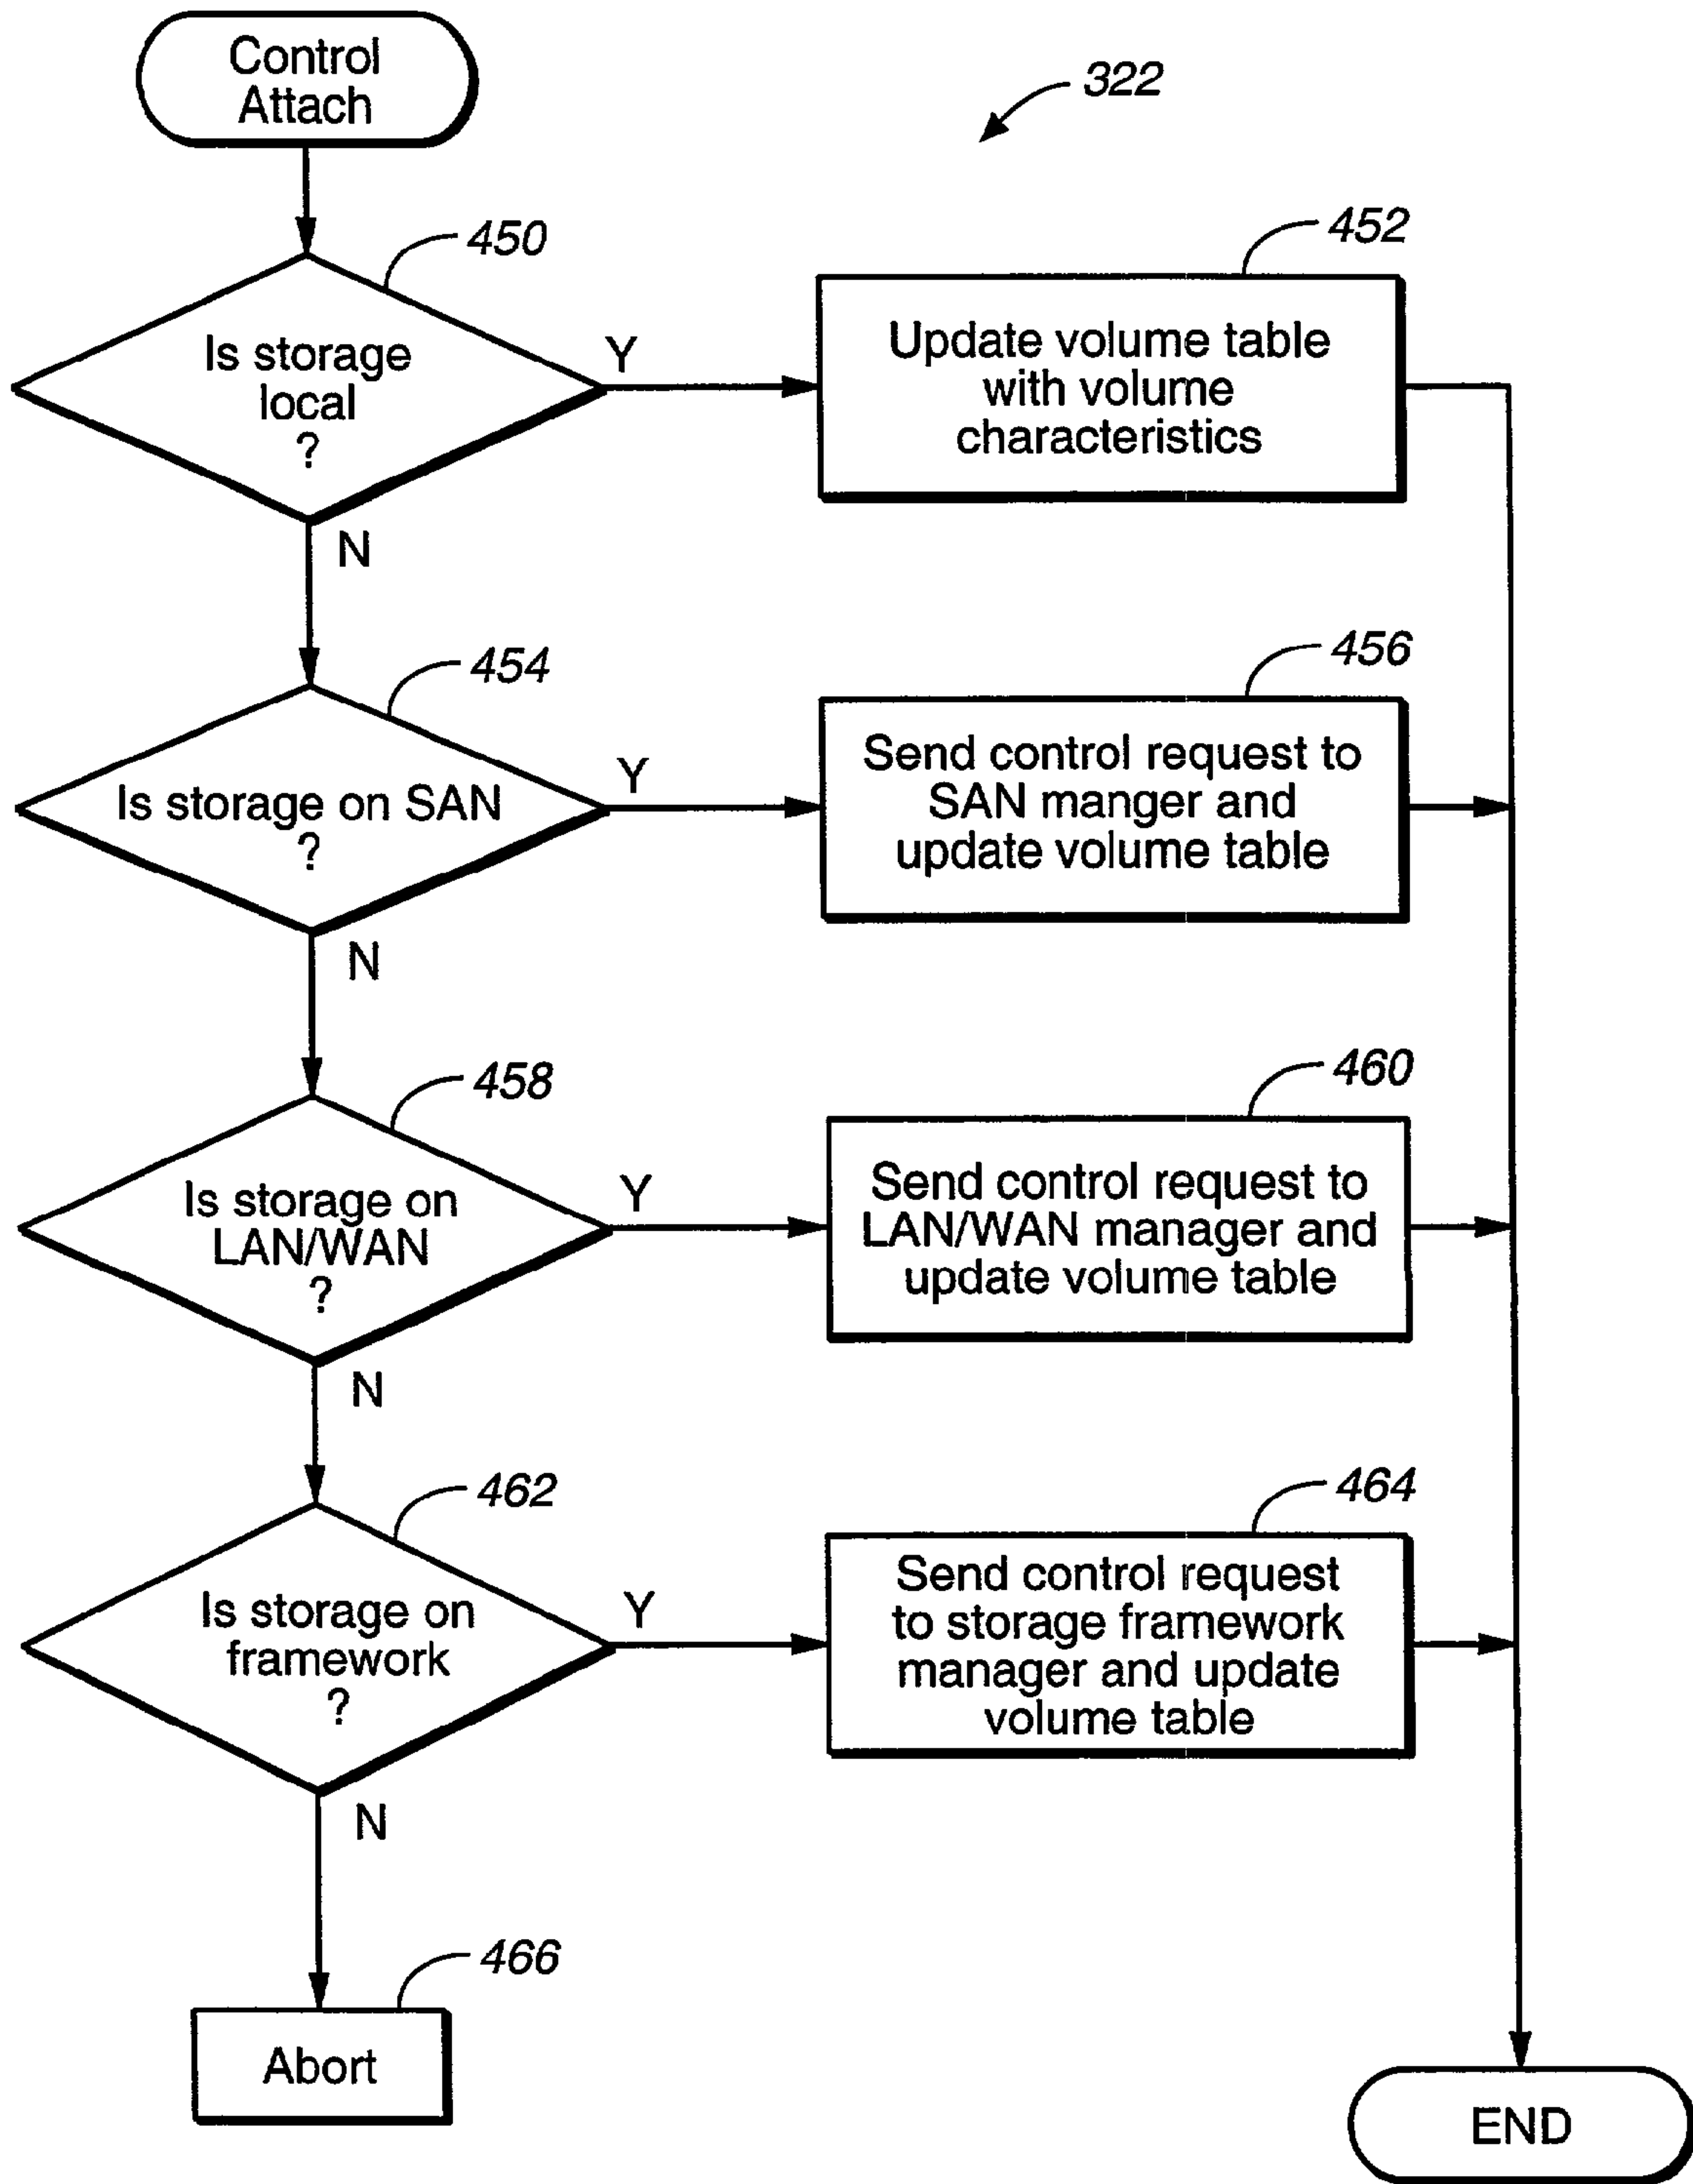 Control
Attach
322
450
Is storage
local
?
Y
N
452
Update volume table
with volume
characteristics
454
Is storage on SAN
?
Y
N
456
Send control request to
SAN manger and
update volume table
458
Is storage on
LAN/WAN
?
Y
N
460
Send control request to
LAN/WAN manager and
update volume table
462
Is storage on
framework
?
Y
N
464
Send control request
to storage framework
manager and update
volume table
466
Abort
END